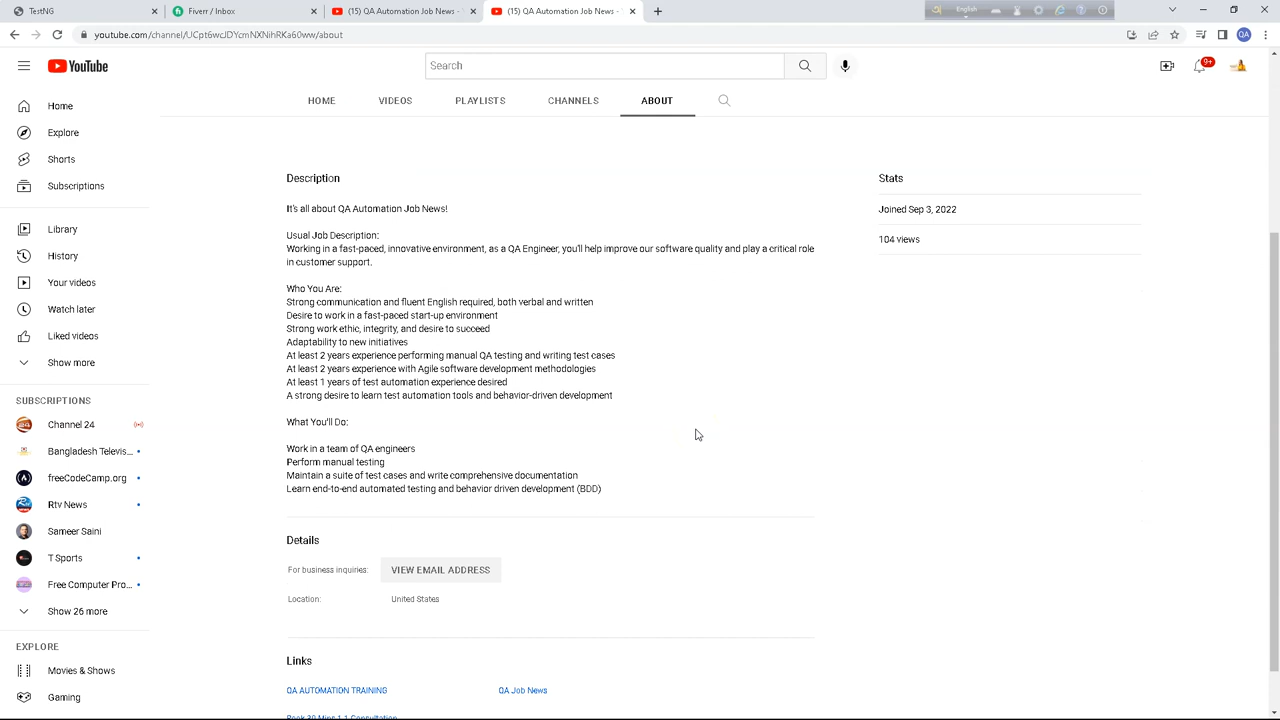 TestNG
Fiverr / Inbox
(15) QA Automation Job News -
(15) QA Automation Job News -
English
youtube.com/channel/UCpt6wcJDYcmNXNihRKa60ww/about
QA
YouTube
Search
9+
HOME
VIDEOS
PLAYLISTS
CHANNELS
ABOUT
Home
Explore
Shorts
Subscriptions
Library
History
Your videos
Watch later
Liked videos
Show more
SUBSCRIPTIONS
Channel 24
Bangladesh Televis...
freeCodeCamp.org
Rtv News
Sameer Saini
T Sports
Free Computer Pro...
Show 26 more
EXPLORE
Movies & Shows
Gaming
Description
It's all about QA Automation Job News!
Usual Job Description:
Working in a fast-paced, innovative environment, as a QA Engineer, you'll help improve our software quality and play a critical role
in customer support.
Who You Are:
Strong communication and fluent English required, both verbal and written
Desire to work in a fast-paced start-up environment
Strong work ethic, integrity, and desire to succeed
Adaptability to new initiatives
At least 2 years experience performing manual QA testing and writing test cases
At least 2 years experience with Agile software development methodologies
At least 1 years of test automation experience desired
A strong desire to learn test automation tools and behavior-driven development
What You'll Do:
Work in a team of QA engineers
Perform manual testing
Maintain a suite of test cases and write comprehensive documentation
Learn end-to-end automated testing and behavior driven development (BDD)
Details
For business inquiries:
VIEW EMAIL ADDRESS
Location:
United States
Links
QA AUTOMATION TRAINING
QA Job News
Book 30 Mins 1:1 Consultation
Stats
Joined Sep 3, 2022
104 views